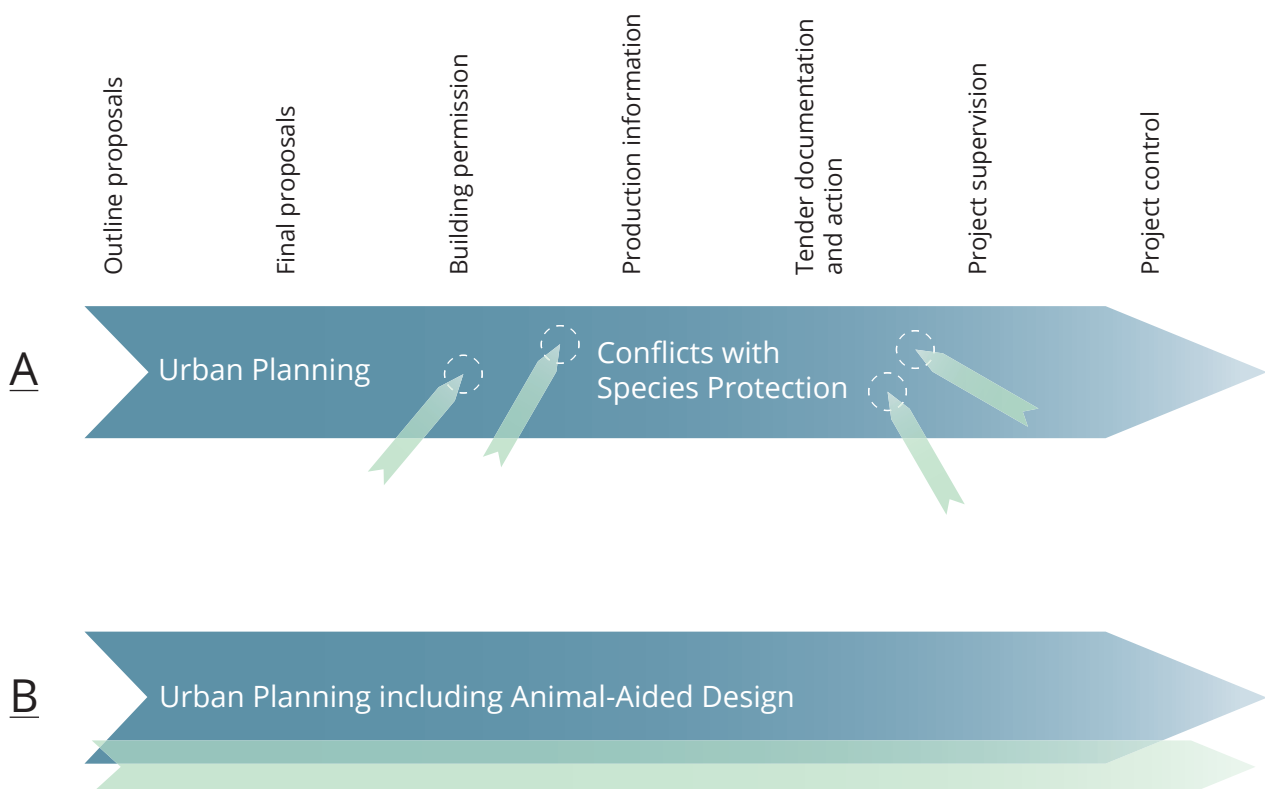 Outline proposals
Final proposals
Building permission
Production information
Tender documentation
and action
Project supervision
Project control
A
Urban Planning
Conflicts with
Species Protection
B
Urban Planning including Animal-Aided Design